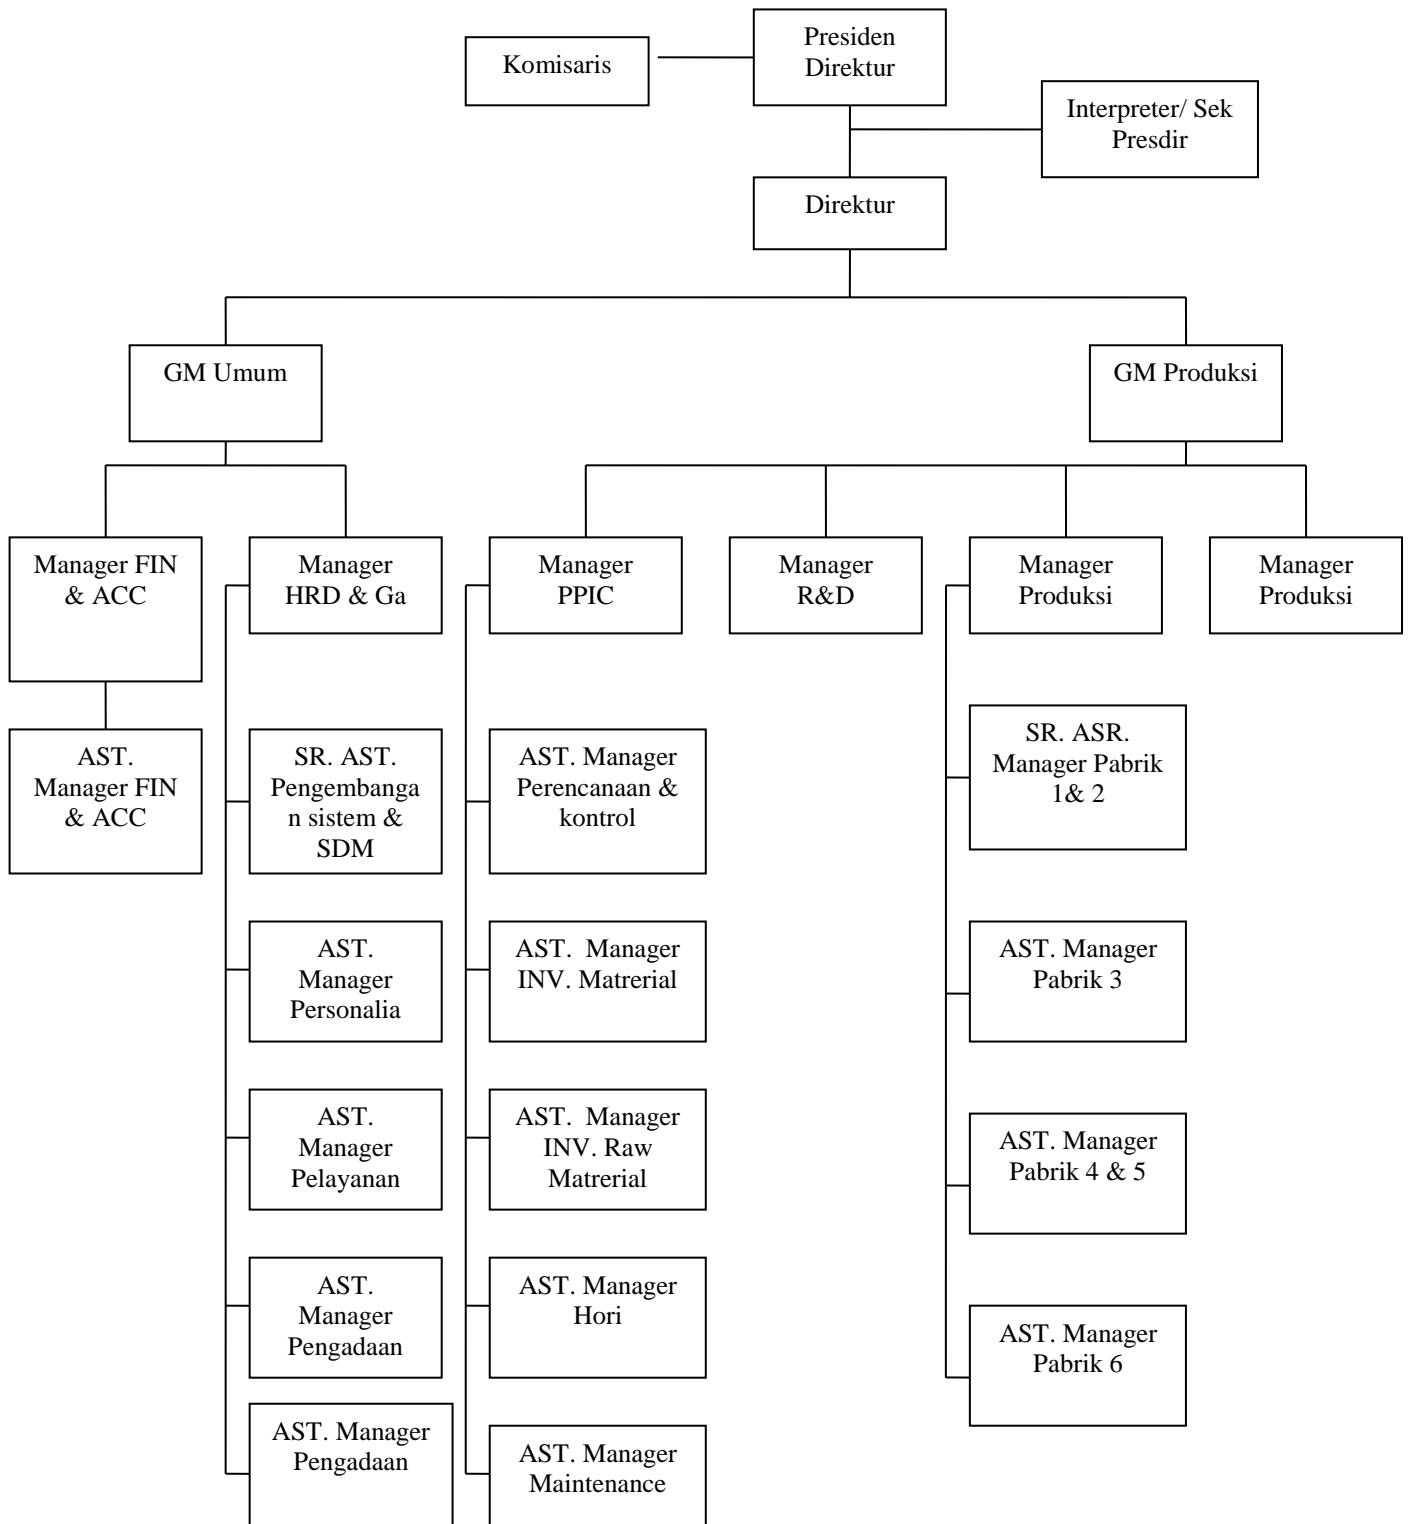 Presiden
Direktur
Komisaris
Interpreter/ Sek
Presdir
Direktur
GM Umum
GM Produksi
Manager FIN
& ACC
Manager
HRD & Ga
Manager
PPIC
Manager
R&D
Manager
Produksi
Manager
Produksi
AST.
Manager FIN
& ACC
SR. AST.
Pengembanga
n sistem &
SDM
AST. Manager
Perencanaan &
kontrol
SR. ASR.
Manager Pabrik
1& 2
AST.
Manager
Personalia
AST.  Manager
INV. Matrerial
AST. Manager
Pabrik 3
AST.
Manager
Pelayanan
AST.  Manager
INV. Raw
Matrerial
AST. Manager
Pabrik 4 & 5
AST.
Manager
Pengadaan
AST. Manager
Hori
AST. Manager
Pabrik 6
AST. Manager
Pengadaan
AST. Manager
Maintenance